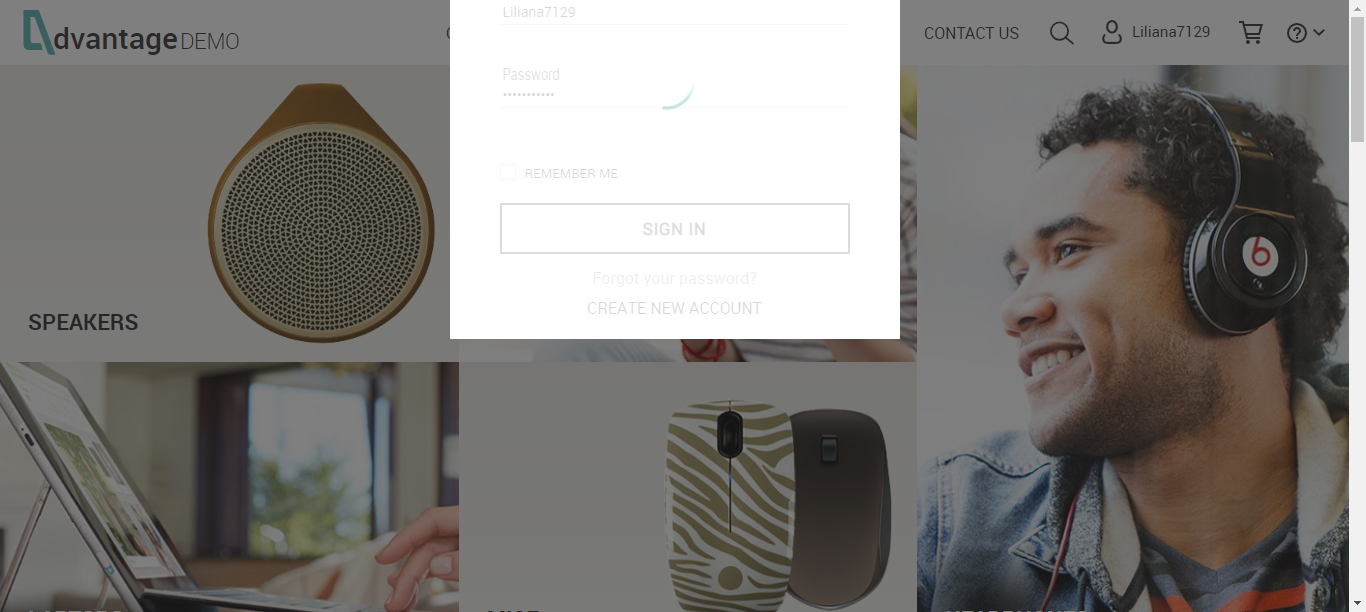 Liliana7129
dvantage DEMO
CONTACT US
Liliana7129
?
Password
•••••••••••
REMEMBER ME
SIGN IN
Forgot your password?
CREATE NEW ACCOUNT
SPEAKERS
b